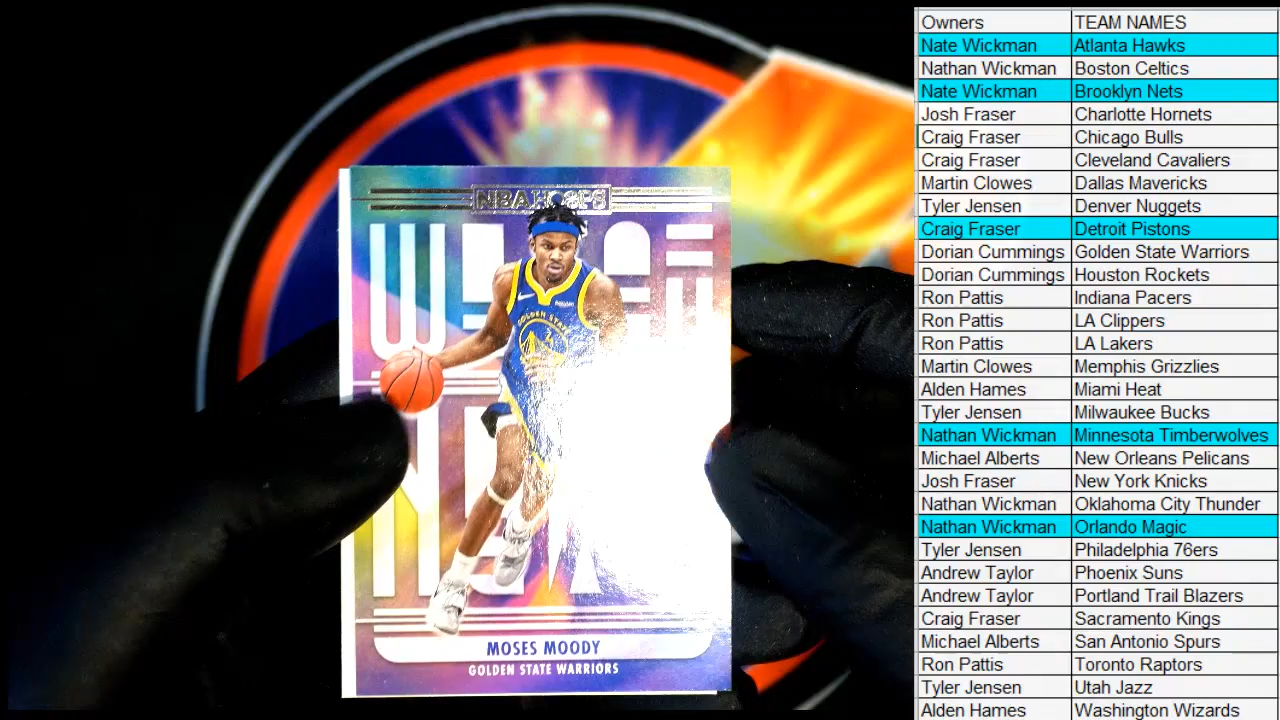 NBA HOOPS
WE ARE
NOW
GOLDEN STATE
MOSES MOODY
GOLDEN STATE WARRIORS
Owners TEAM NAMES
Nate Wickman Atlanta Hawks
Nathan Wickman Boston Celtics
Nate Wickman Brooklyn Nets
Josh Fraser Charlotte Hornets
Craig Fraser Chicago Bulls
Craig Fraser Cleveland Cavaliers
Martin Clowes Dallas Mavericks
Tyler Jensen Denver Nuggets
Craig Fraser Detroit Pistons
Dorian Cummings Golden State Warriors
Dorian Cummings Houston Rockets
Ron Pattis Indiana Pacers
Ron Pattis LA Clippers
Ron Pattis LA Lakers
Martin Clowes Memphis Grizzlies
Alden Hames Miami Heat
Tyler Jensen Milwaukee Bucks
Nathan Wickman Minnesota Timberwolves
Michael Alberts New Orleans Pelicans
Josh Fraser New York Knicks
Nathan Wickman Oklahoma City Thunder
Nathan Wickman Orlando Magic
Tyler Jensen Philadelphia 76ers
Andrew Taylor Phoenix Suns
Andrew Taylor Portland Trail Blazers
Craig Fraser Sacramento Kings
Michael Alberts San Antonio Spurs
Ron Pattis Toronto Raptors
Tyler Jensen Utah Jazz
Alden Hames Washington Wizards